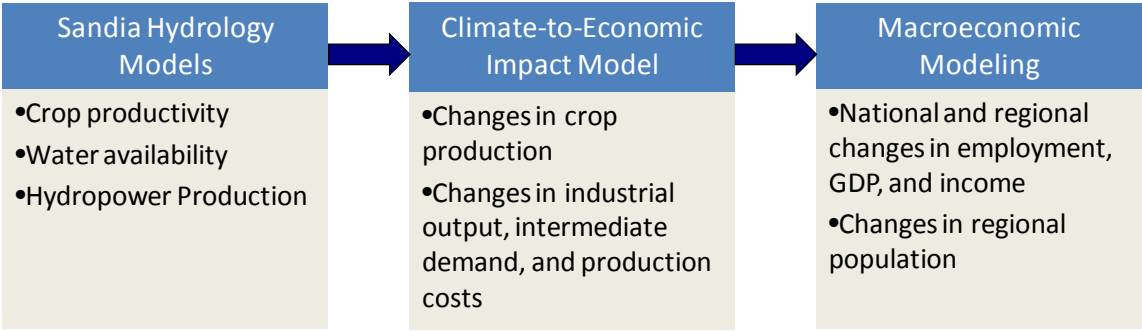 Sandia Hydrology
Models
•Crop productivity
•Water availability
•Hydropower Production
Climate-to-Economic
Impact Model
•Changes in crop
production
•Changes in industrial
output, intermediate
demand, and production
costs
Macroeconomic
Modeling
•National and regional
changes in employment,
GDP, and income
•Changes in regional
population